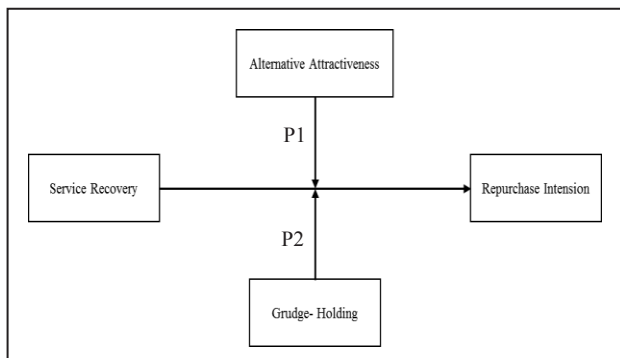 Alternative Attractiveness
P1
Service Recovery
Repurchase Intension
P2
Grudge- Holding